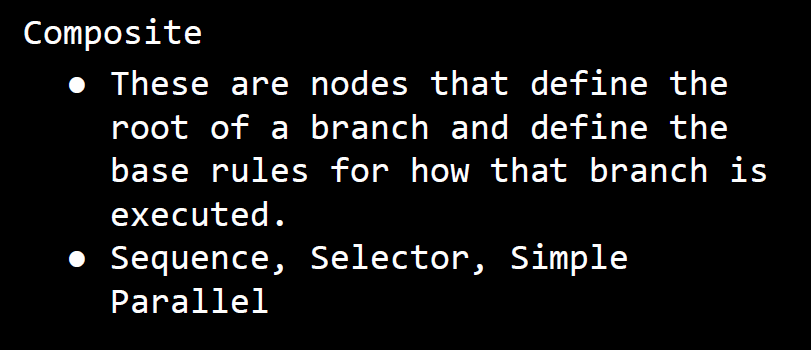 Composite
● These are nodes that define the
root of a branch and define the
base rules for how that branch is
executed.
● Sequence, Selector, Simple
Parallel